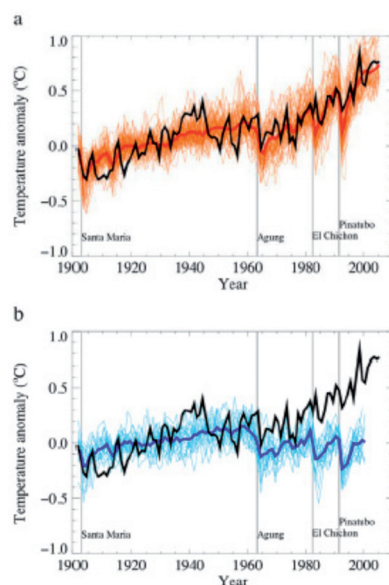 a
Temperature anomaly (°C)
1.0
0.5
0.0
−0.5
−1.0
Santa Maria
Agung
El Chichon
Pinatubo
1900 1920 1940 1960 1980 2000
Year
b
Temperature anomaly (°C)
1.0
0.5
0.0
−0.5
−1.0
Santa Maria
Agung
El Chichon
Pinatubo
1900 1920 1940 1960 1980 2000
Year